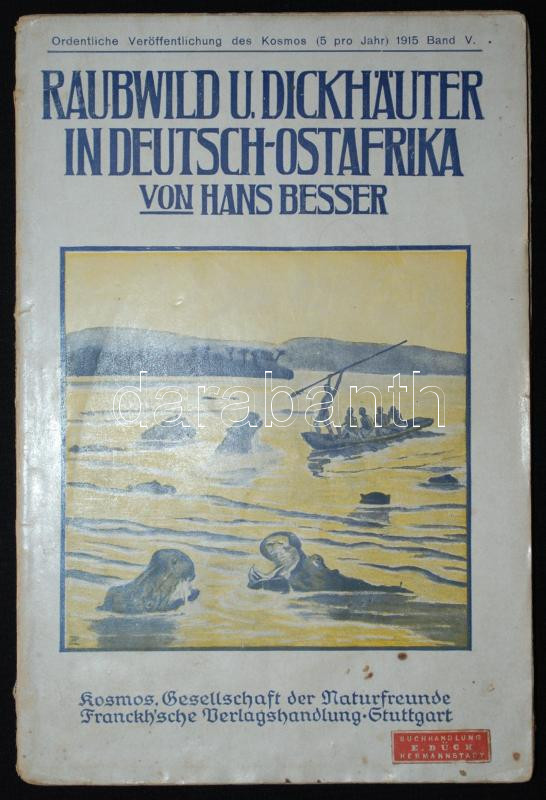 Ordentliche Veröffentlichung des Kosmos (5 pro Jahr) 1915 Band V.
RAUBWILD U. DICKHÄUTER
IN DEUTSCH-OSTAFRIKA
VON HANS BESSER
darabanth
Kosmos, Gesellschaft der Naturfreunde
Franckh'sche Verlagshandlung · Stuttgart
BUCHHANDLUNG
E. DÜCK
HERMANNSTADT